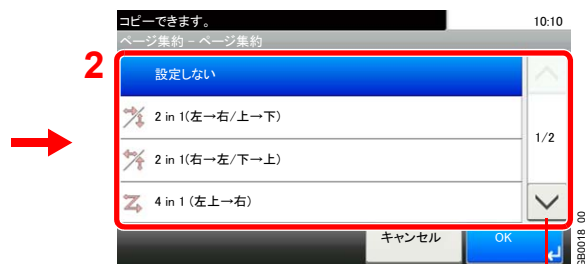 コピーできます。 10:10
ページ集約 - ページ集約
2
設定しない
2 in 1(左→右/上→下)
1/2
2 in 1(右→左/下→上)
4 in 1 (左上→右)
キャンセル OK
GB0018_00